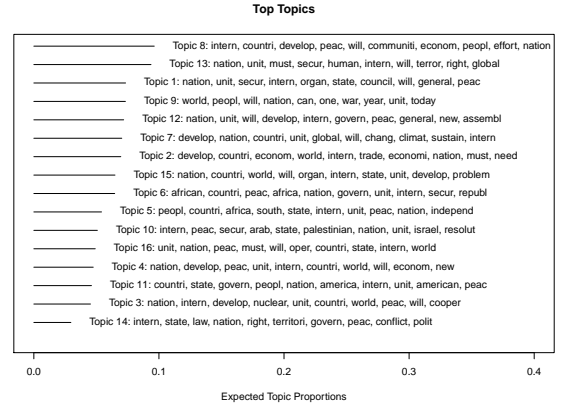 Top Topics
Topic 8: intern, countri, develop, peac, will, communiti, econom, peopl, effort, nation
Topic 13: nation, unit, must, secur, human, intern, will, terror, right, global
Topic 1: nation, unit, secur, intern, organ, state, council, will, general, peac
Topic 9: world, peopl, will, nation, can, one, war, year, unit, today
Topic 12: nation, unit, will, develop, intern, govern, peac, general, new, assembl
Topic 7: develop, nation, countri, unit, global, will, chang, climat, sustain, intern
Topic 2: develop, countri, econom, world, intern, trade, economi, nation, must, need
Topic 15: nation, countri, world, will, organ, intern, state, unit, develop, problem
Topic 6: african, countri, peac, africa, nation, govern, unit, intern, secur, republ
Topic 5: peopl, countri, africa, south, state, intern, unit, peac, nation, independ
Topic 10: intern, peac, secur, arab, state, palestinian, nation, unit, israel, resolut
Topic 16: unit, nation, peac, must, will, oper, countri, state, intern, world
Topic 4: nation, develop, peac, unit, intern, countri, world, will, econom, new
Topic 11: countri, state, govern, peopl, nation, america, intern, unit, american, peac
Topic 3: nation, intern, develop, nuclear, unit, countri, world, peac, will, cooper
Topic 14: intern, state, law, nation, right, territori, govern, peac, conflict, polit
0.0 0.1 0.2 0.3 0.4
Expected Topic Proportions